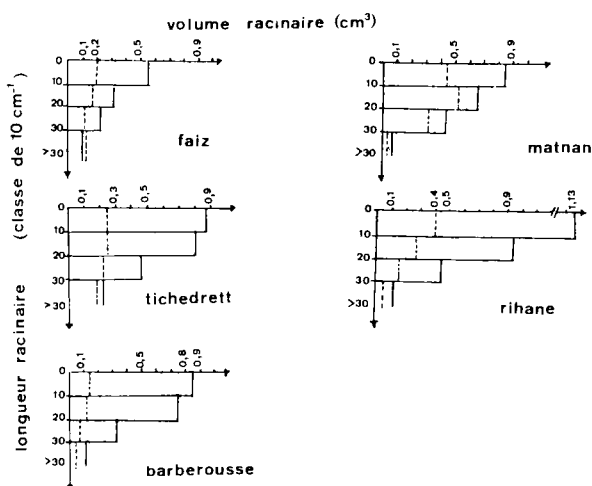 volume racinaire (cm³)
longueur racinaire (classe de 10 cm⁻¹)
0,1 0,2 0,5 0,9
0
10
20
30
>30
faiz
0,1 0,5 0,9
0
10
20
30
>30
matnan
0,1 0,3 0,5 0,9
0
10
20
30
>30
tichedrett
0,1 0,4 0,5 0,9 1,13
0
10
20
30
>30
rihane
0,1 0,5 0,8 0,9
0
10
20
30
>30
barberousse